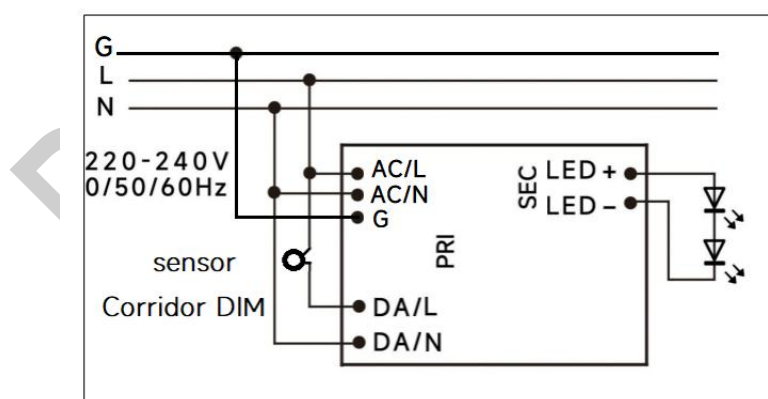 G
L
N
220-240V
0/50/60Hz
AC/L
AC/N
G
SEC
LED +
LED −
PRI
sensor
Corridor DIM
DA/L
DA/N